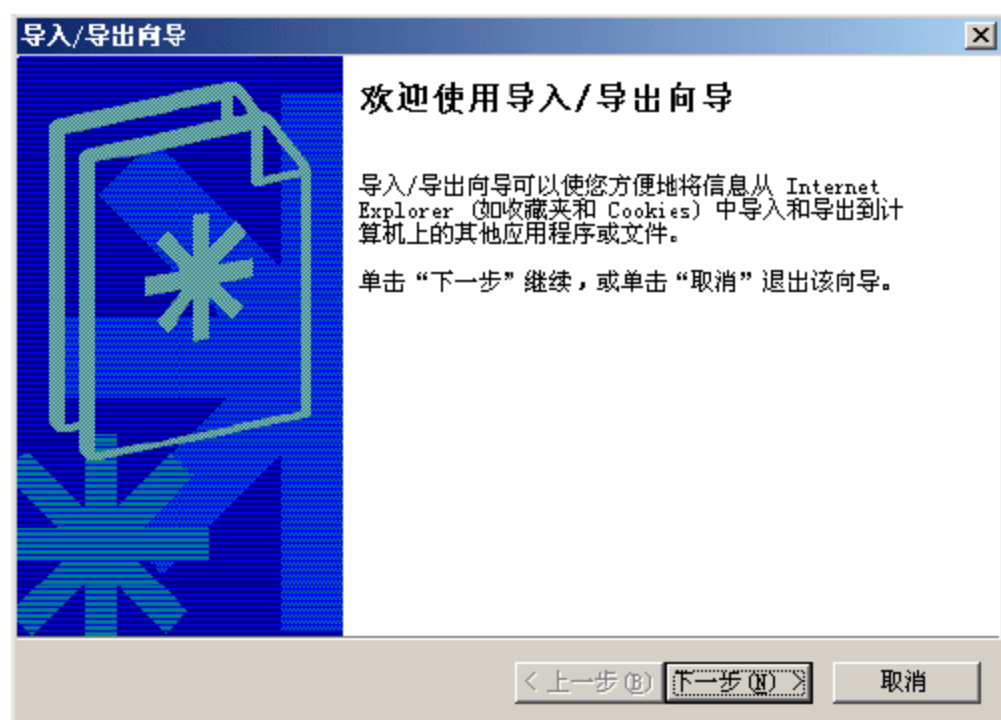 导入/导出向导
欢迎使用导入/导出向导
导入/导出向导可以使您方便地将信息从 Internet
Explorer (如收藏夹和 Cookies) 中导入和导出到计
算机上的其他应用程序或文件。
单击“下一步”继续，或单击“取消”退出该向导。
< 上一步(B) 下一步(N) > 取消